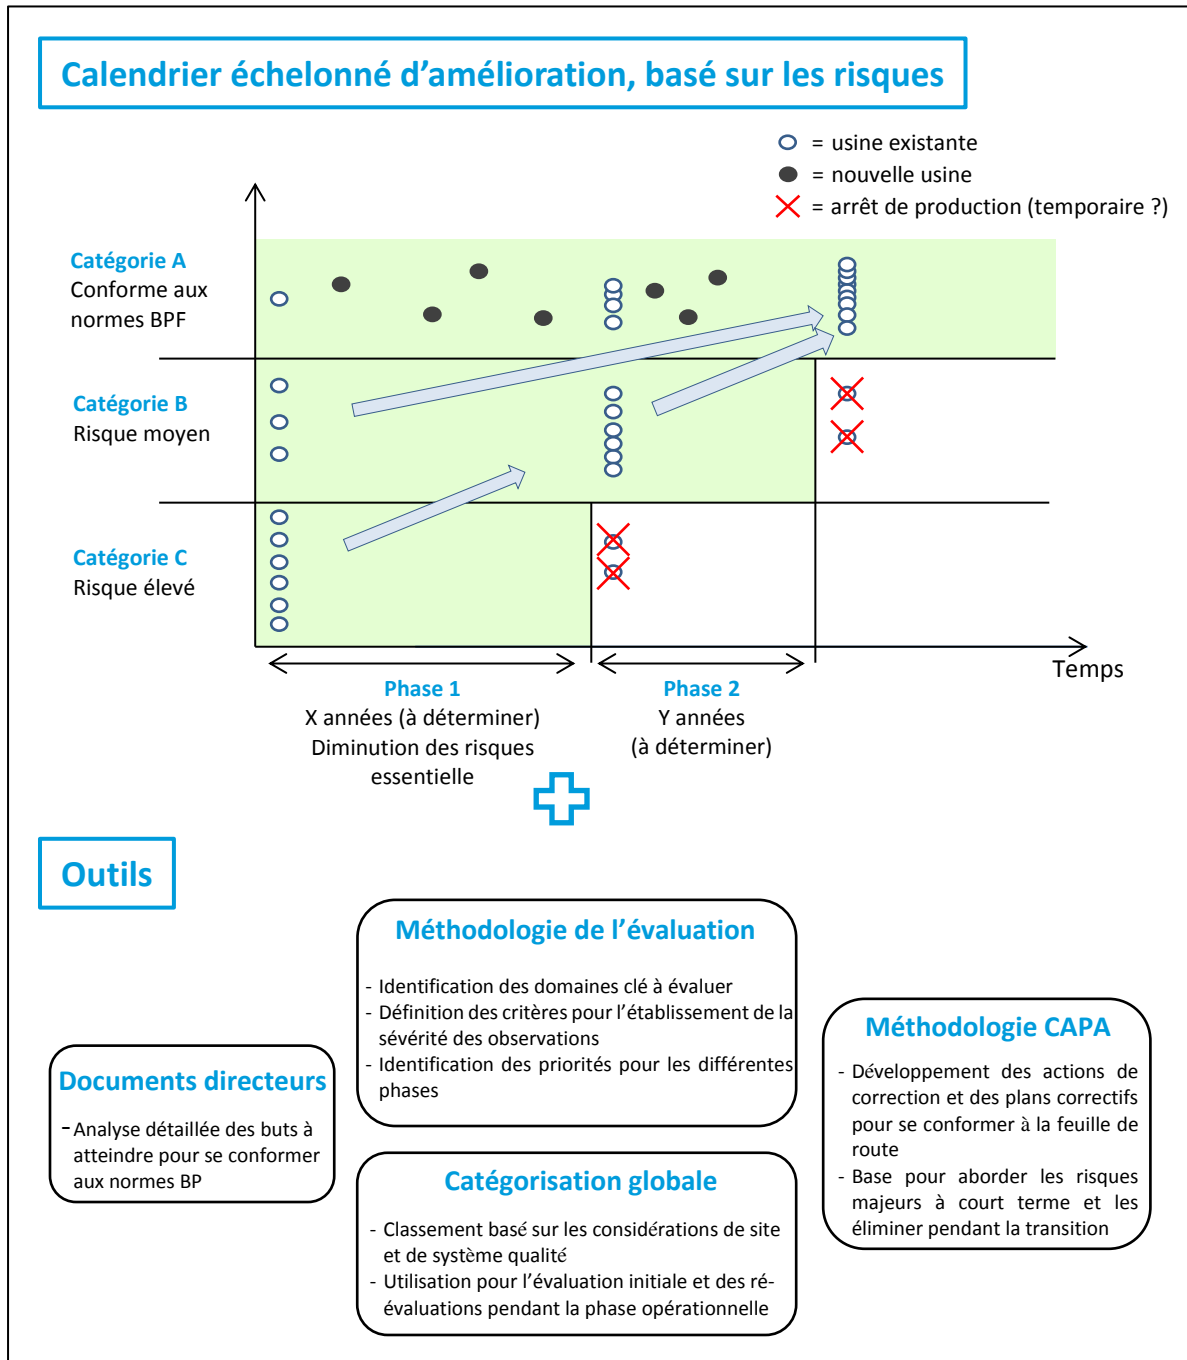 Calendrier échelonné d’amélioration, basé sur les risques
= usine existante
= nouvelle usine
= arrêt de production (temporaire ?)
Catégorie A
Conforme aux
normes BPF
Catégorie B
Risque moyen
Catégorie C
Risque élevé
Temps
Phase 1
X années (à déterminer)
Diminution des risques
essentielle
Phase 2
Y années
(à déterminer)
Outils
Méthodologie de l’évaluation
- Identification des domaines clé à évaluer
- Définition des critères pour l’établissement de la
sévérité des observations
- Identification des priorités pour les différentes
phases
Documents directeurs
- Analyse détaillée des buts à
atteindre pour se conformer
aux normes BP
Catégorisation globale
- Classement basé sur les considérations de site
et de système qualité
- Utilisation pour l’évaluation initiale et des ré-
évaluations pendant la phase opérationnelle
Méthodologie CAPA
- Développement des actions de
correction et des plans correctifs
pour se conformer à la feuille de
route
- Base pour aborder les risques
majeurs à court terme et les
éliminer pendant la transition